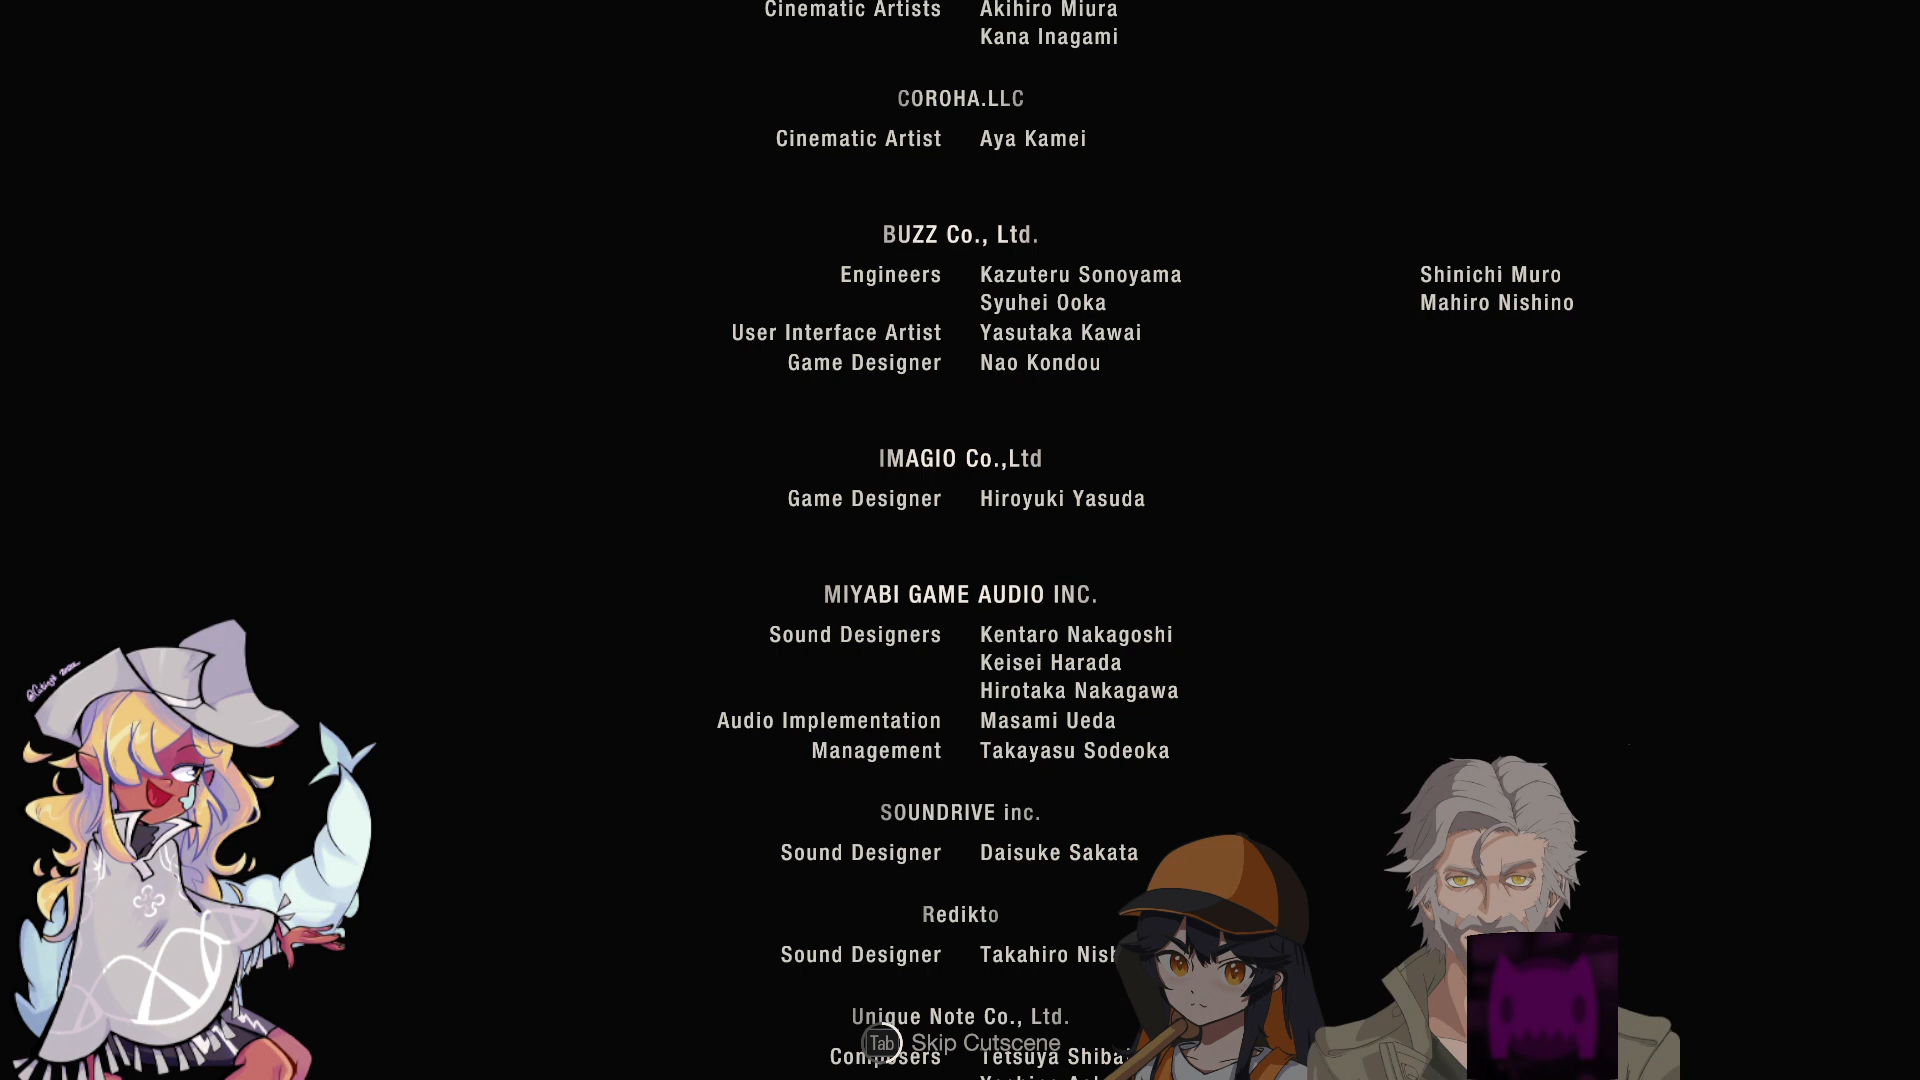 Cinematic Artists Akihiro Miura
Kana Inagami
COROHA.LLC
Cinematic Artist Aya Kamei
BUZZ Co., Ltd.
Engineers Kazuteru Sonoyama Shinichi Muro
Syuhei Ooka Mahiro Nishino
User Interface Artist Yasutaka Kawai
Game Designer Nao Kondou
IMAGIO Co.,Ltd
Game Designer Hiroyuki Yasuda
MIYABI GAME AUDIO INC.
Sound Designers Kentaro Nakagoshi
Keisei Harada
Hirotaka Nakagawa
Audio Implementation Masami Ueda
Management Takayasu Sodeoka
SOUNDRIVE inc.
Sound Designer Daisuke Sakata
Redikto
Sound Designer Takahiro
Unique Note Co., Ltd.
Tab Skip Cutscene
Composers Tetsuya